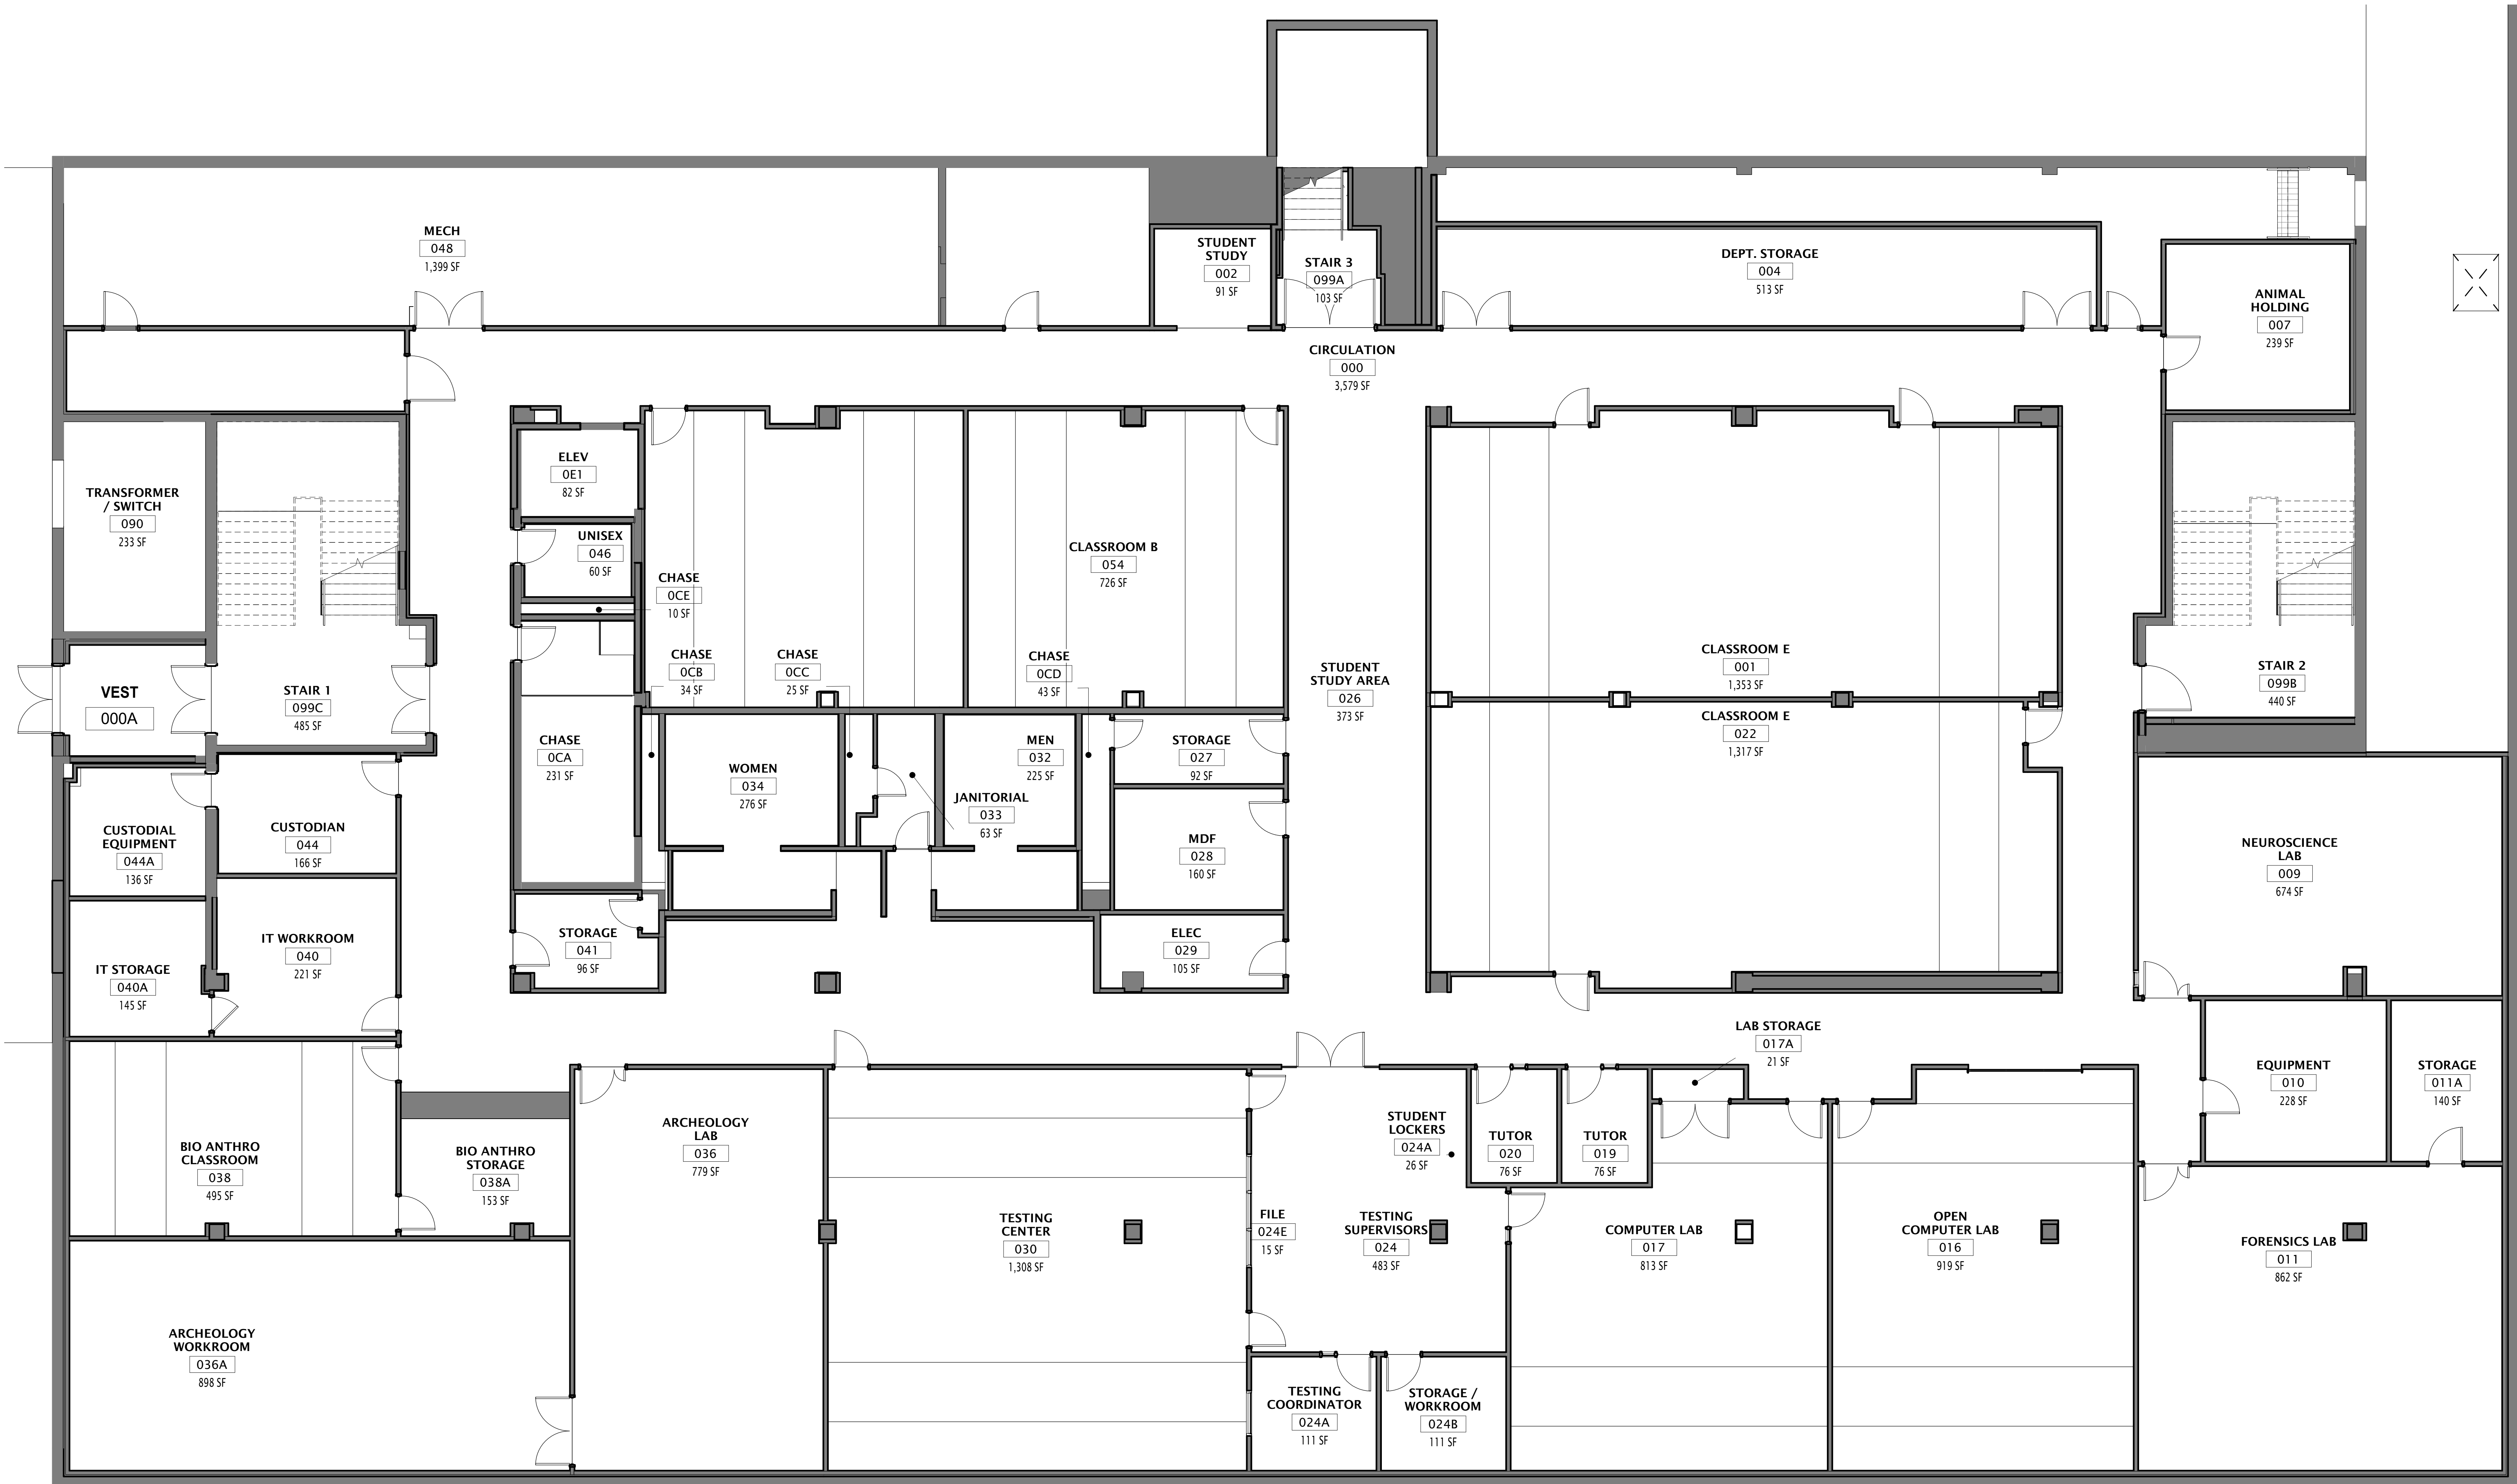 MECH
048
1,399 SF
STUDENT
STUDY
002
91 SF
STAIR 3
099A
103 SF
DEPT. STORAGE
004
513 SF
ANIMAL
HOLDING
007
239 SF
CIRCULATION
000
3,579 SF
TRANSFORMER
/ SWITCH
090
233 SF
ELEV
0E1
82 SF
UNISEX
046
60 SF
CHASE
0CE
10 SF
CLASSROOM B
054
726 SF
CHASE
0CB
34 SF
CHASE
0CC
25 SF
CHASE
0CD
43 SF
STUDENT
STUDY AREA
026
373 SF
CLASSROOM E
001
1,353 SF
CLASSROOM E
022
1,317 SF
STAIR 2
099B
440 SF
VEST
000A
STAIR 1
099C
485 SF
CHASE
0CA
231 SF
WOMEN
034
276 SF
MEN
032
225 SF
JANITORIAL
033
63 SF
STORAGE
027
92 SF
MDF
028
160 SF
CUSTODIAL
EQUIPMENT
044A
136 SF
CUSTODIAN
044
166 SF
NEUROSCIENCE
LAB
009
674 SF
IT STORAGE
040A
145 SF
IT WORKROOM
040
221 SF
STORAGE
041
96 SF
ELEC
029
105 SF
LAB STORAGE
017A
21 SF
EQUIPMENT
010
228 SF
STORAGE
011A
140 SF
BIO ANTHRO
CLASSROOM
038
495 SF
BIO ANTHRO
STORAGE
038A
153 SF
ARCHEOLOGY
LAB
036
779 SF
STUDENT
LOCKERS
024A
26 SF
TUTOR
020
76 SF
TUTOR
019
76 SF
TESTING
CENTER
030
1,308 SF
FILE
024E
15 SF
TESTING
SUPERVISORS
024
483 SF
COMPUTER LAB
017
813 SF
OPEN
COMPUTER LAB
016
919 SF
FORENSICS LAB
011
862 SF
ARCHEOLOGY
WORKROOM
036A
898 SF
TESTING
COORDINATOR
024A
111 SF
STORAGE /
WORKROOM
024B
111 SF